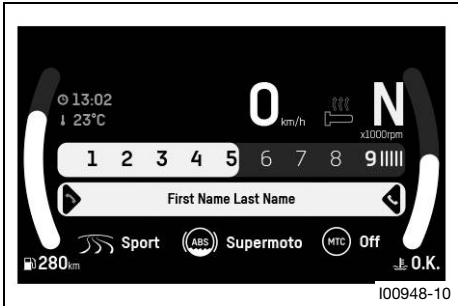 13:02
23°C
0 km/h
N
x1000rpm
1 2 3 4 5 6 7 8 9
First Name Last Name
Sport ABS Supermoto MTC Off
280km
O.K.
I00948-10